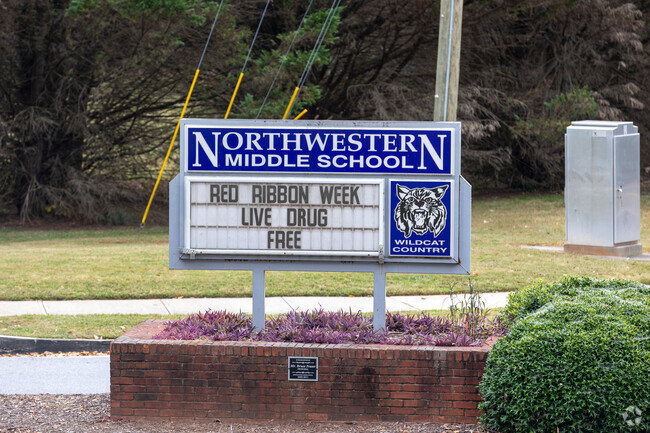 NORTHWESTERN
MIDDLE SCHOOL
RED RIBBON WEEK
LIVE DRUG
FREE
WILDCAT
COUNTRY